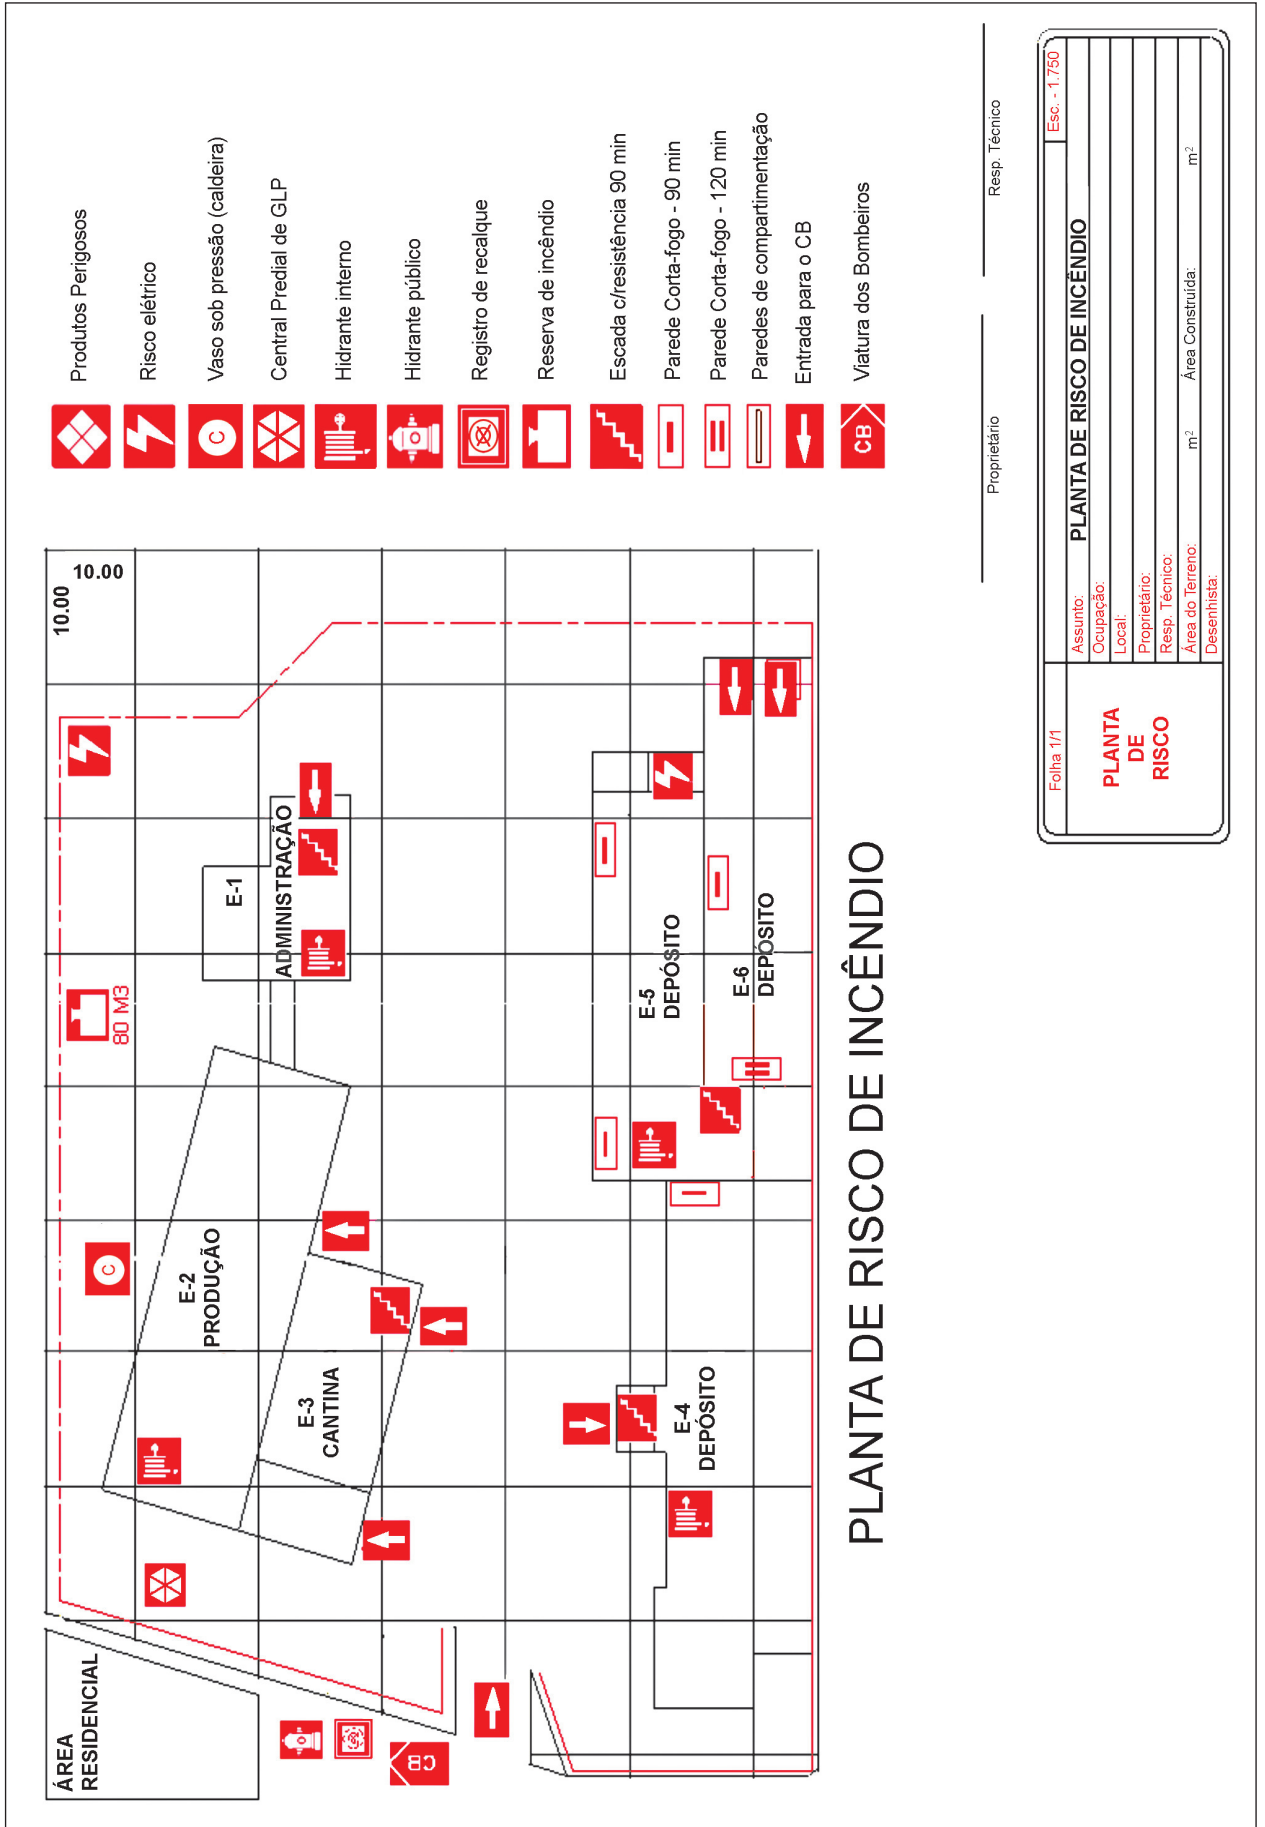 ÁREA
RESIDENCIAL
80 M3
10.00
10.00
C
E-1
ADMINISTRAÇÃO
E-2
PRODUÇÃO
E-3
CANTINA
E-4
DEPÓSITO
E-5
DEPÓSITO
E-6
DEPÓSITO
CB
PLANTA DE RISCO DE INCÊNDIO
Produtos Perigosos
Risco elétrico
C
Vaso sob pressão (caldeira)
Central Predial de GLP
Hidrante interno
Hidrante público
Registro de recalque
Reserva de incêndio
Escada c/resistência 90 min
Parede Corta-fogo - 90 min
Parede Corta-fogo - 120 min
Paredes de compartimentação
Entrada para o CB
CB
Viatura dos Bombeiros
Proprietário
Resp. Técnico
Folha 1/1
Esc. - 1.750
PLANTA
DE
RISCO
Assunto: PLANTA DE RISCO DE INCÊNDIO
Ocupação:
Local:
Proprietário:
Resp. Técnico:
Área do Terreno: m² Área Construída: m²
Desenhista: